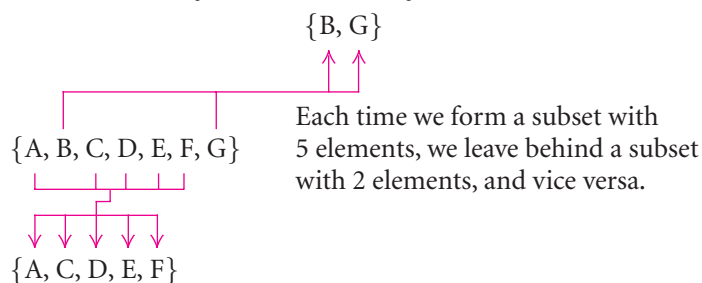 {B, G}
Each time we form a subset with
{A, B, C, D, E, F, G}
5 elements, we leave behind a subset
with 2 elements, and vice versa.
{A, C, D, E, F}